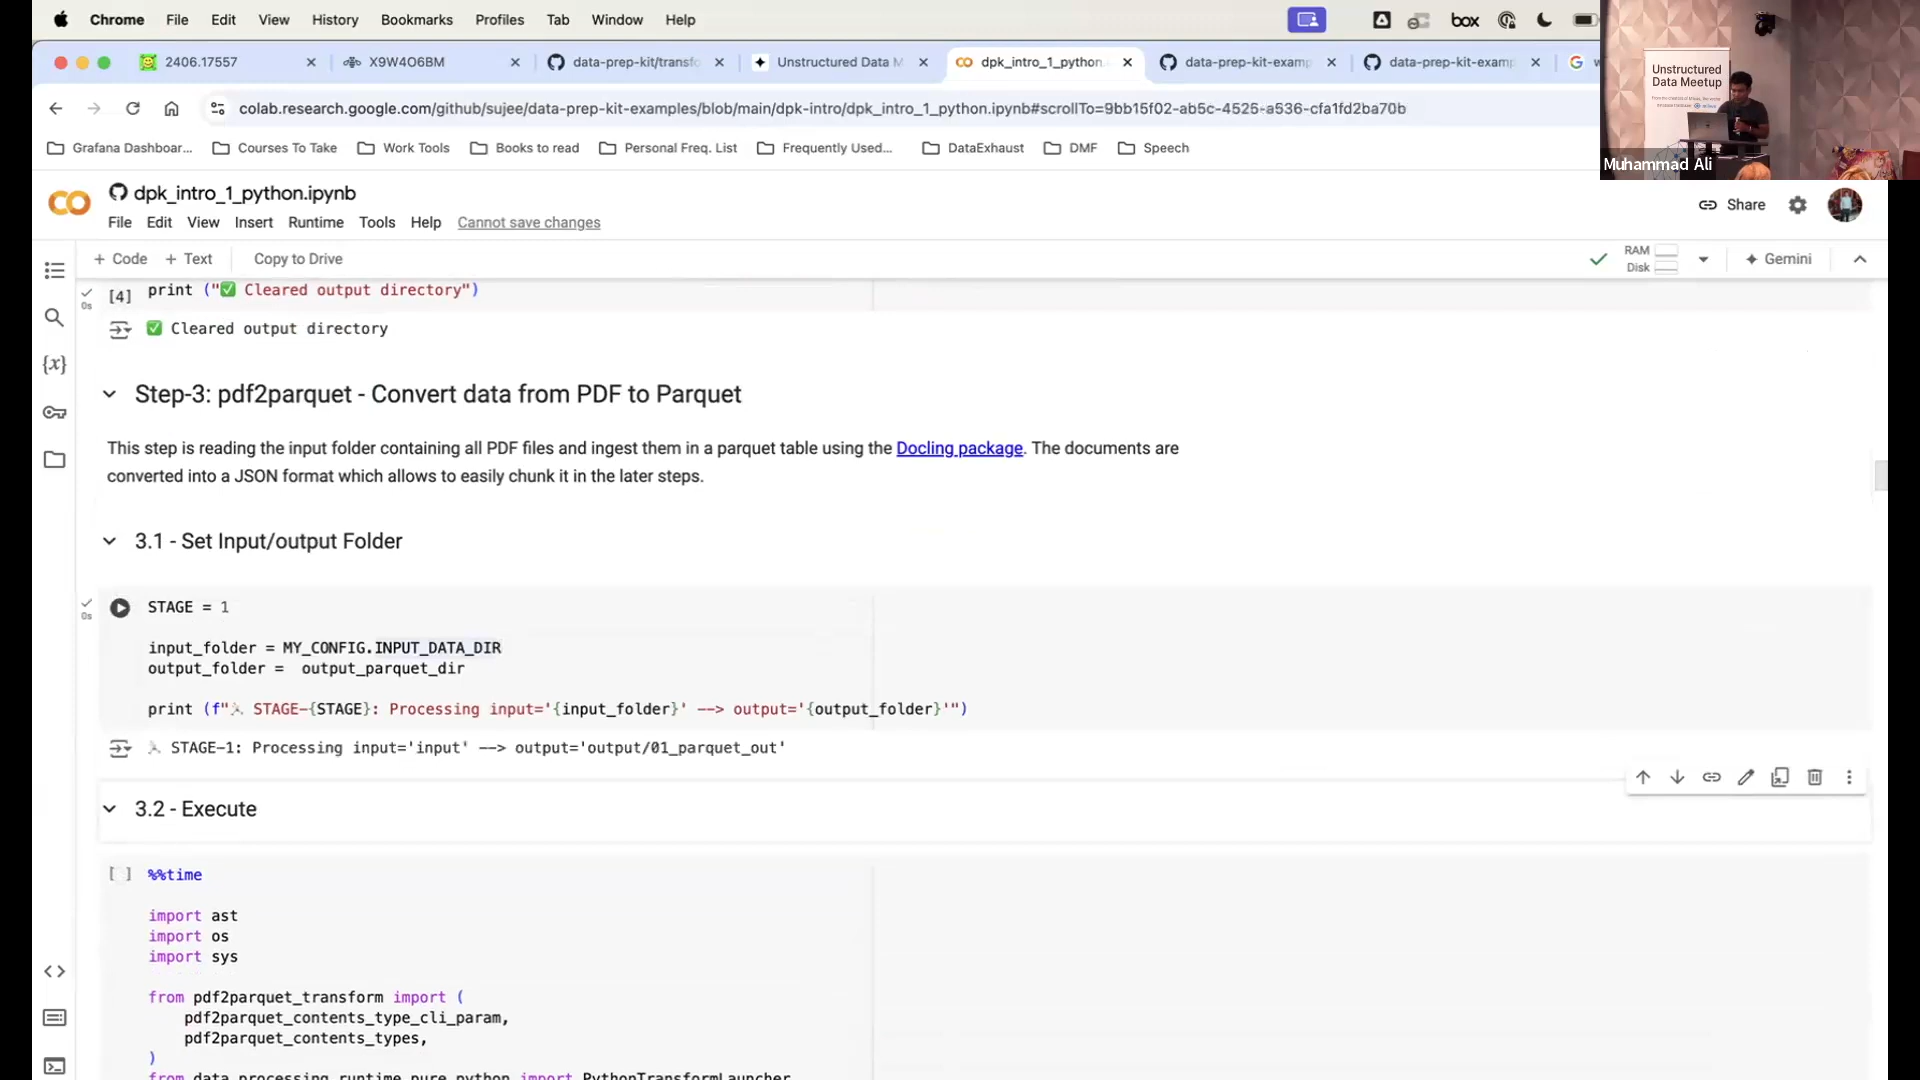 Chrome File Edit View History Bookmarks Profiles Tab Window Help
box
2406.17557
X9W4O6BM
data-prep-kit/transfo
Unstructured Data M
dpk_intro_1_python.
data-prep-kit-examp
data-prep-kit-examp
colab.research.google.com/github/sujee/data-prep-kit-examples/blob/main/dpk-intro/dpk_intro_1_python.ipynb#scrollTo=9bb15f02-ab5c-4525-a536-cfa1fd2ba70b
Grafana Dashboar... Courses To Take Work Tools Books to read Personal Freq. List Frequently Used... DataExhaust DMF Speech
Unstructured
Data Meetup
Muhammad Ali
dpk_intro_1_python.ipynb
File Edit View Insert Runtime Tools Help Cannot save changes
Share
+ Code + Text Copy to Drive
RAM
Disk
Gemini
[4] print ("✅ Cleared output directory")
0s
✅ Cleared output directory
Step-3: pdf2parquet - Convert data from PDF to Parquet
This step is reading the input folder containing all PDF files and ingest them in a parquet table using the Docling package. The documents are
converted into a JSON format which allows to easily chunk it in the later steps.
3.1 - Set Input/output Folder
STAGE = 1
0s
input_folder = MY_CONFIG.INPUT_DATA_DIR
output_folder =  output_parquet_dir
print (f"🏃 STAGE-{STAGE}: Processing input='{input_folder}' --> output='{output_folder}'")
🏃 STAGE-1: Processing input='input' --> output='output/01_parquet_out'
3.2 - Execute
[ ] %%time
import ast
import os
import sys
from pdf2parquet_transform import (
pdf2parquet_contents_type_cli_param,
pdf2parquet_contents_types,
)
from data_processing_runtime_pure_python import PythonTransformLauncher